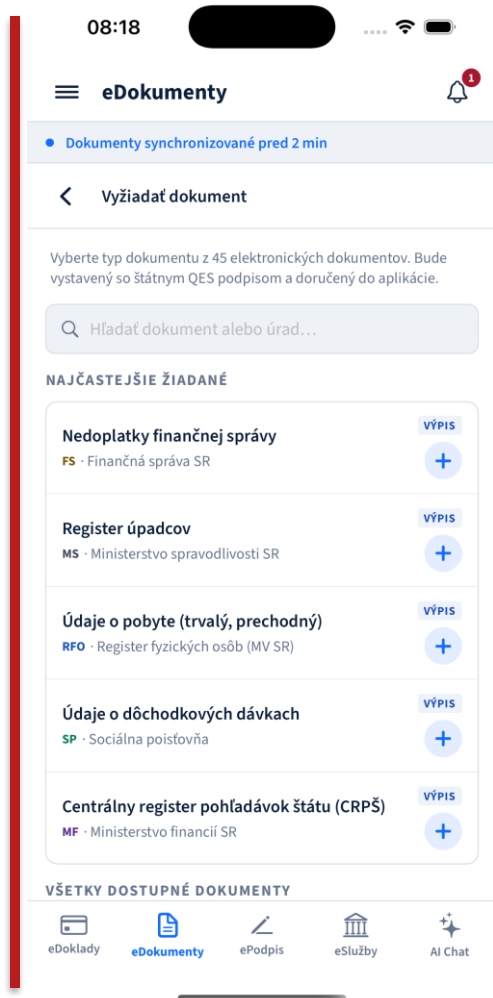 08:18
eDokumenty
1
Dokumenty synchronizované pred 2 min
Vyžiadať dokument
Vyberte typ dokumentu z 45 elektronických dokumentov. Bude
vystavený so štátnym QES podpisom a doručený do aplikácie.
Hľadať dokument alebo úrad...
NAJČASTEJŠIE ŽIADANÉ
Nedoplatky finančnej správy
VÝPIS
FS · Finančná správa SR
Register úpadcov
VÝPIS
MS · Ministerstvo spravodlivosti SR
Údaje o pobyte (trvalý, prechodný)
VÝPIS
RFO · Register fyzických osôb (MV SR)
Údaje o dôchodkových dávkach
VÝPIS
SP · Sociálna poisťovňa
Centrálny register pohľadávok štátu (CRPŠ)
VÝPIS
MF · Ministerstvo financií SR
VŠETKY DOSTUPNÉ DOKUMENTY
eDoklady
eDokumenty
ePodpis
eSlužby
AI Chat